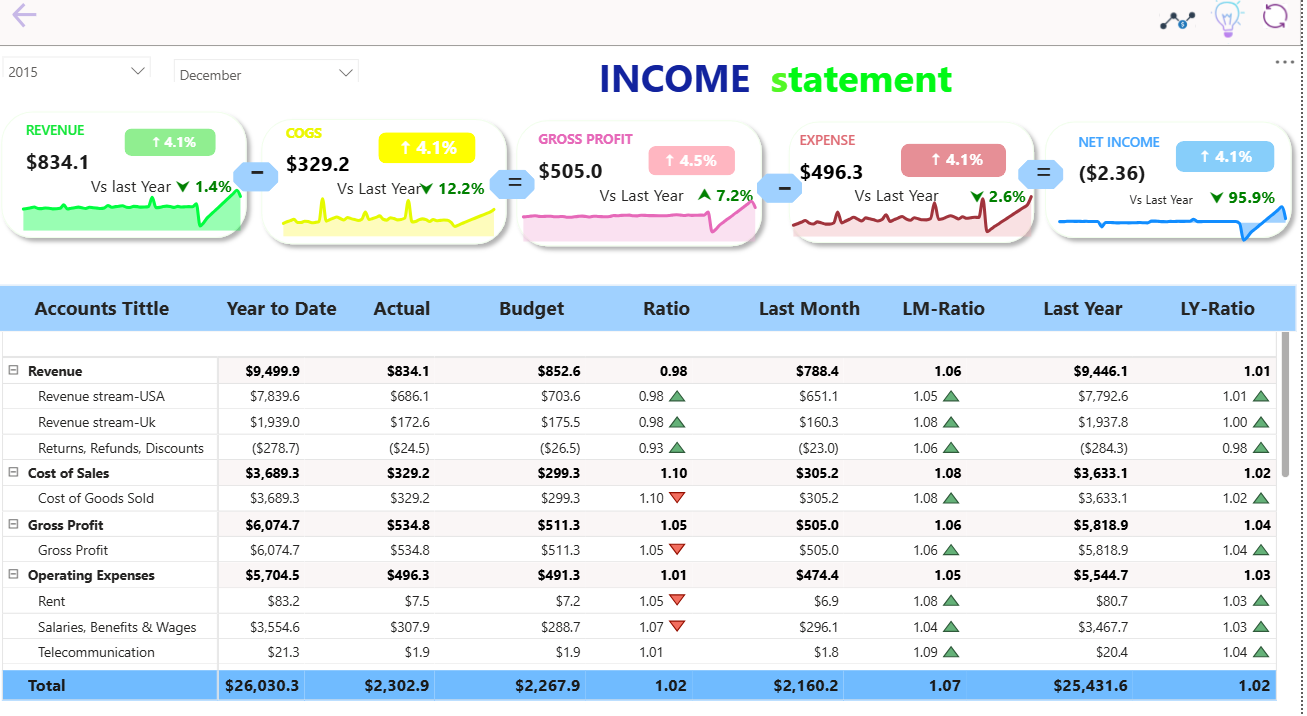 2015
December
INCOME statement
REVENUE
↑ 4.1%
$834.1
Vs last Year 1.4%
−
COGS
↑ 4.1%
$329.2
Vs Last Year 12.2%
=
GROSS PROFIT
↑ 4.5%
$505.0
Vs Last Year 7.2%
−
EXPENSE
↑ 4.1%
$496.3
Vs Last Year 2.6%
=
NET INCOME
↑ 4.1%
($2.36)
Vs Last Year 95.9%
Accounts Tittle Year to Date Actual Budget Ratio Last Month LM-Ratio Last Year LY-Ratio
Revenue $9,499.9 $834.1 $852.6 0.98 $788.4 1.06 $9,446.1 1.01
Revenue stream-USA $7,839.6 $686.1 $703.6 0.98 $651.1 1.05 $7,792.6 1.01
Revenue stream-Uk $1,939.0 $172.6 $175.5 0.98 $160.3 1.08 $1,937.8 1.00
Returns, Refunds, Discounts ($278.7) ($24.5) ($26.5) 0.93 ($23.0) 1.06 ($284.3) 0.98
Cost of Sales $3,689.3 $329.2 $299.3 1.10 $305.2 1.08 $3,633.1 1.02
Cost of Goods Sold $3,689.3 $329.2 $299.3 1.10 $305.2 1.08 $3,633.1 1.02
Gross Profit $6,074.7 $534.8 $511.3 1.05 $505.0 1.06 $5,818.9 1.04
Gross Profit $6,074.7 $534.8 $511.3 1.05 $505.0 1.06 $5,818.9 1.04
Operating Expenses $5,704.5 $496.3 $491.3 1.01 $474.4 1.05 $5,544.7 1.03
Rent $83.2 $7.5 $7.2 1.05 $6.9 1.08 $80.7 1.03
Salaries, Benefits & Wages $3,554.6 $307.9 $288.7 1.07 $296.1 1.04 $3,467.7 1.03
Telecommunication $21.3 $1.9 $1.9 1.01 $1.8 1.09 $20.4 1.04
Total $26,030.3 $2,302.9 $2,267.9 1.02 $2,160.2 1.07 $25,431.6 1.02